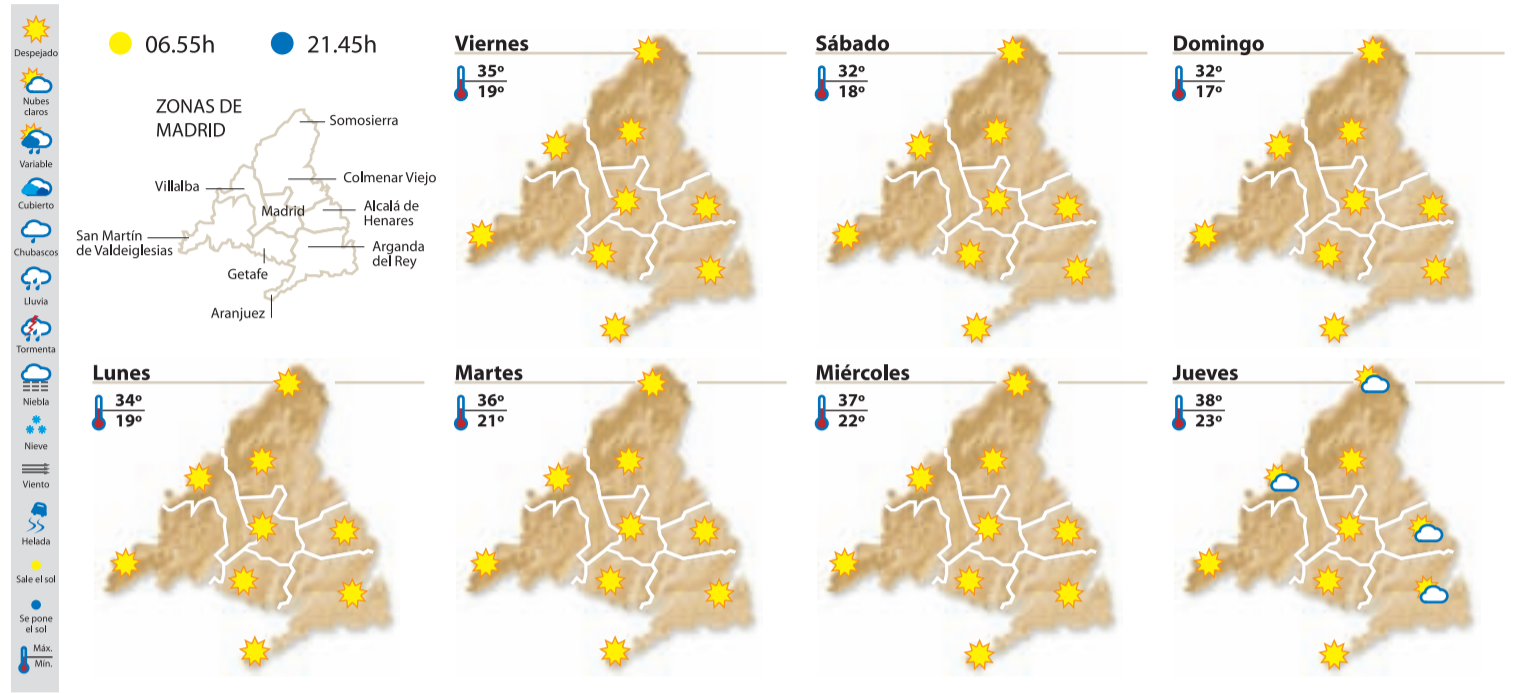 Despejado
Nubes
claros
Variable
Cubierto
Chubascos
Lluvia
Tormenta
Niebla
Nieve
Viento
Helada
Sale el sol
Se pone
el sol
Máx.
Mín.
06.55h
21.45h
ZONAS DE
MADRID
Somosierra
Colmenar Viejo
Villalba
Madrid
Alcalá de
Henares
San Martín
de Valdeiglesias
Arganda
del Rey
Getafe
Aranjuez
Viernes
35º
19º
Sábado
32º
18º
Domingo
32º
17º
Lunes
34º
19º
Martes
36º
21º
Miércoles
37º
22º
Jueves
38º
23º